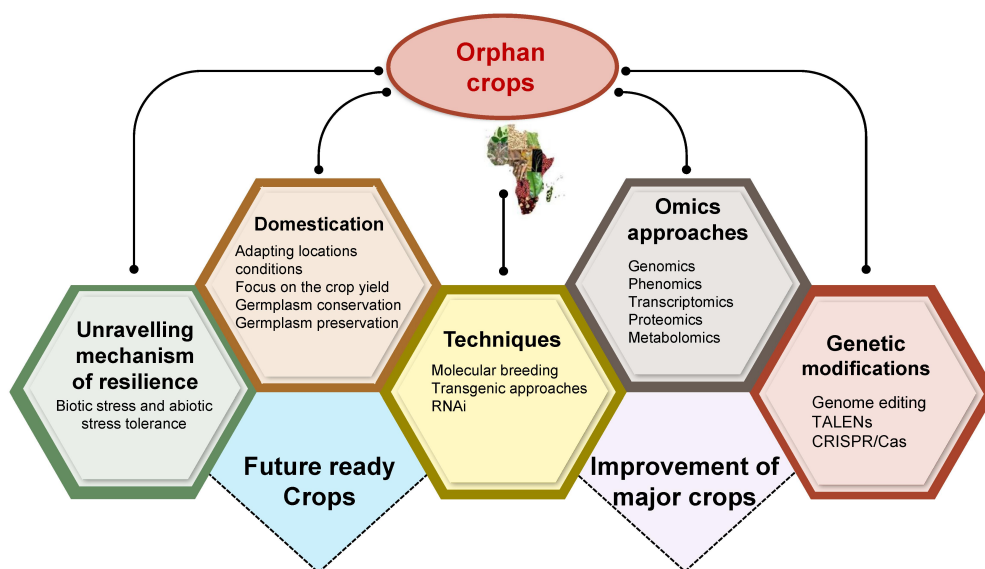 Orphan
crops
Unravelling
mechanism
of resilience
Biotic stress and abiotic
stress tolerance
Domestication
Adapting locations
conditions
Focus on the crop yield
Germplasm conservation
Germplasm preservation
Techniques
Molecular breeding
Transgenic approaches
RNAi
Omics
approaches
Genomics
Phenomics
Transcriptomics
Proteomics
Metabolomics
Genetic
modifications
Genome editing
TALENs
CRISPR/Cas
Future ready
Crops
Improvement of
major crops